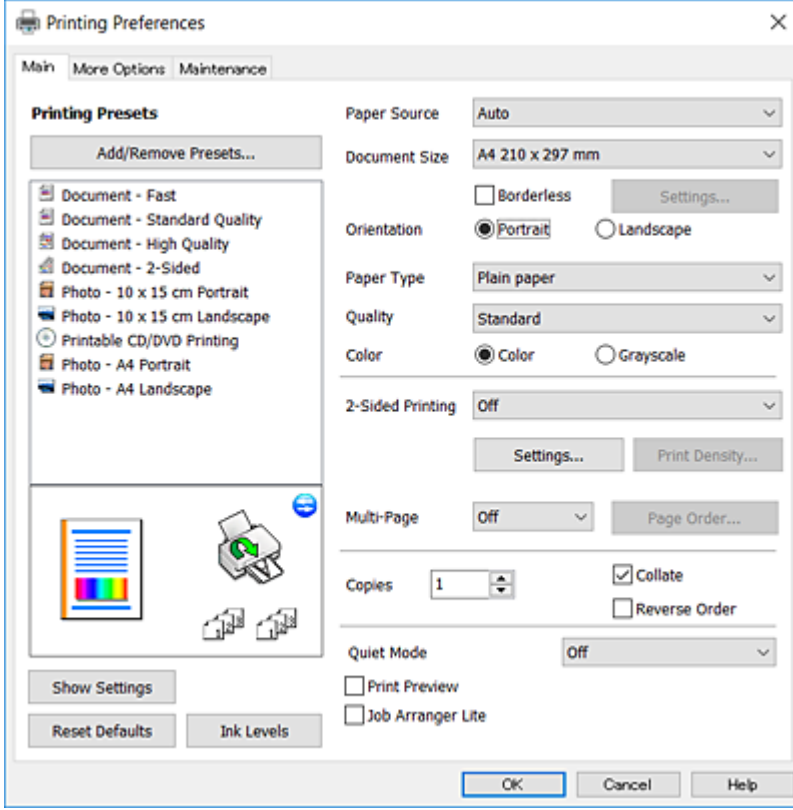 Printing Preferences
Main More Options Maintenance
Printing Presets
Add/Remove Presets...
Document - Fast
Document - Standard Quality
Document - High Quality
Document - 2-Sided
Photo - 10 x 15 cm Portrait
Photo - 10 x 15 cm Landscape
Printable CD/DVD Printing
Photo - A4 Portrait
Photo - A4 Landscape
Show Settings
Reset Defaults Ink Levels
Paper Source Auto
Document Size A4 210 x 297 mm
Borderless Settings...
Orientation Portrait Landscape
Paper Type Plain paper
Quality Standard
Color Color Grayscale
2-Sided Printing Off
Settings... Print Density...
Multi-Page Off Page Order...
Copies 1 Collate
Reverse Order
Quiet Mode Off
Print Preview
Job Arranger Lite
OK Cancel Help